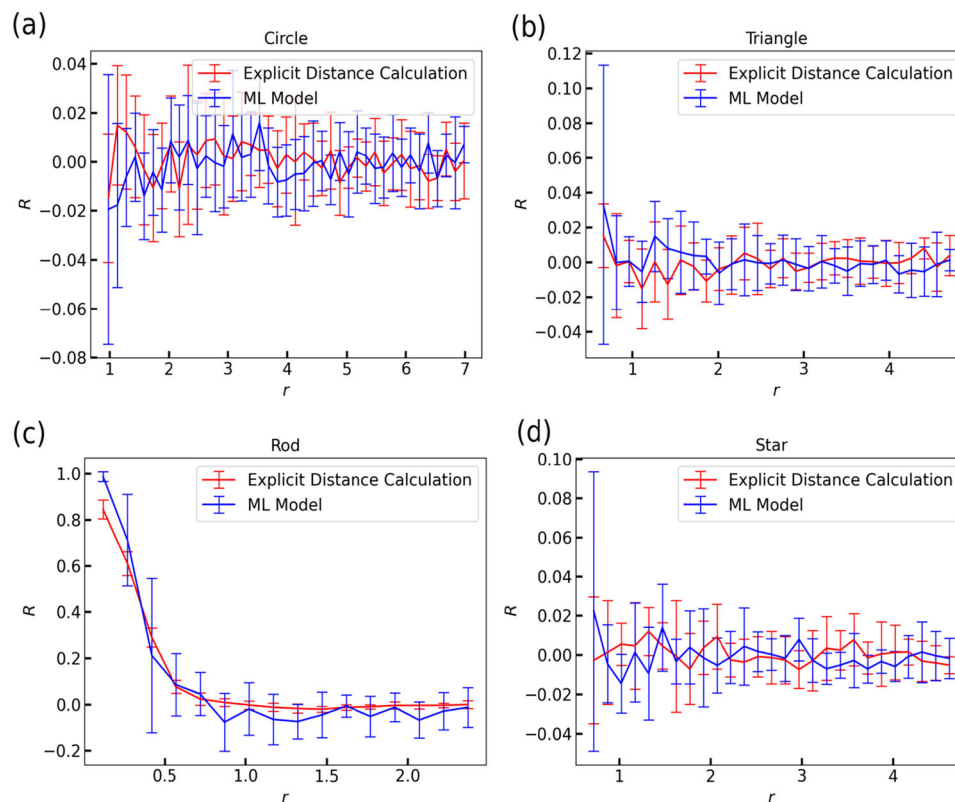 (a)
Circle
Explicit Distance Calculation
ML Model
0.04
0.02
0.00
−0.02
−0.04
−0.06
−0.08
R
1 2 3 4 5 6 7
r
(b)
Triangle
Explicit Distance Calculation
ML Model
0.12
0.10
0.08
0.06
0.04
0.02
0.00
−0.02
−0.04
R
1 2 3 4
r
(c)
Rod
Explicit Distance Calculation
ML Model
1.0
0.8
0.6
0.4
0.2
0.0
−0.2
R
0.5 1.0 1.5 2.0
r
(d)
Star
Explicit Distance Calculation
ML Model
0.10
0.08
0.06
0.04
0.02
0.00
−0.02
−0.04
R
1 2 3 4
r